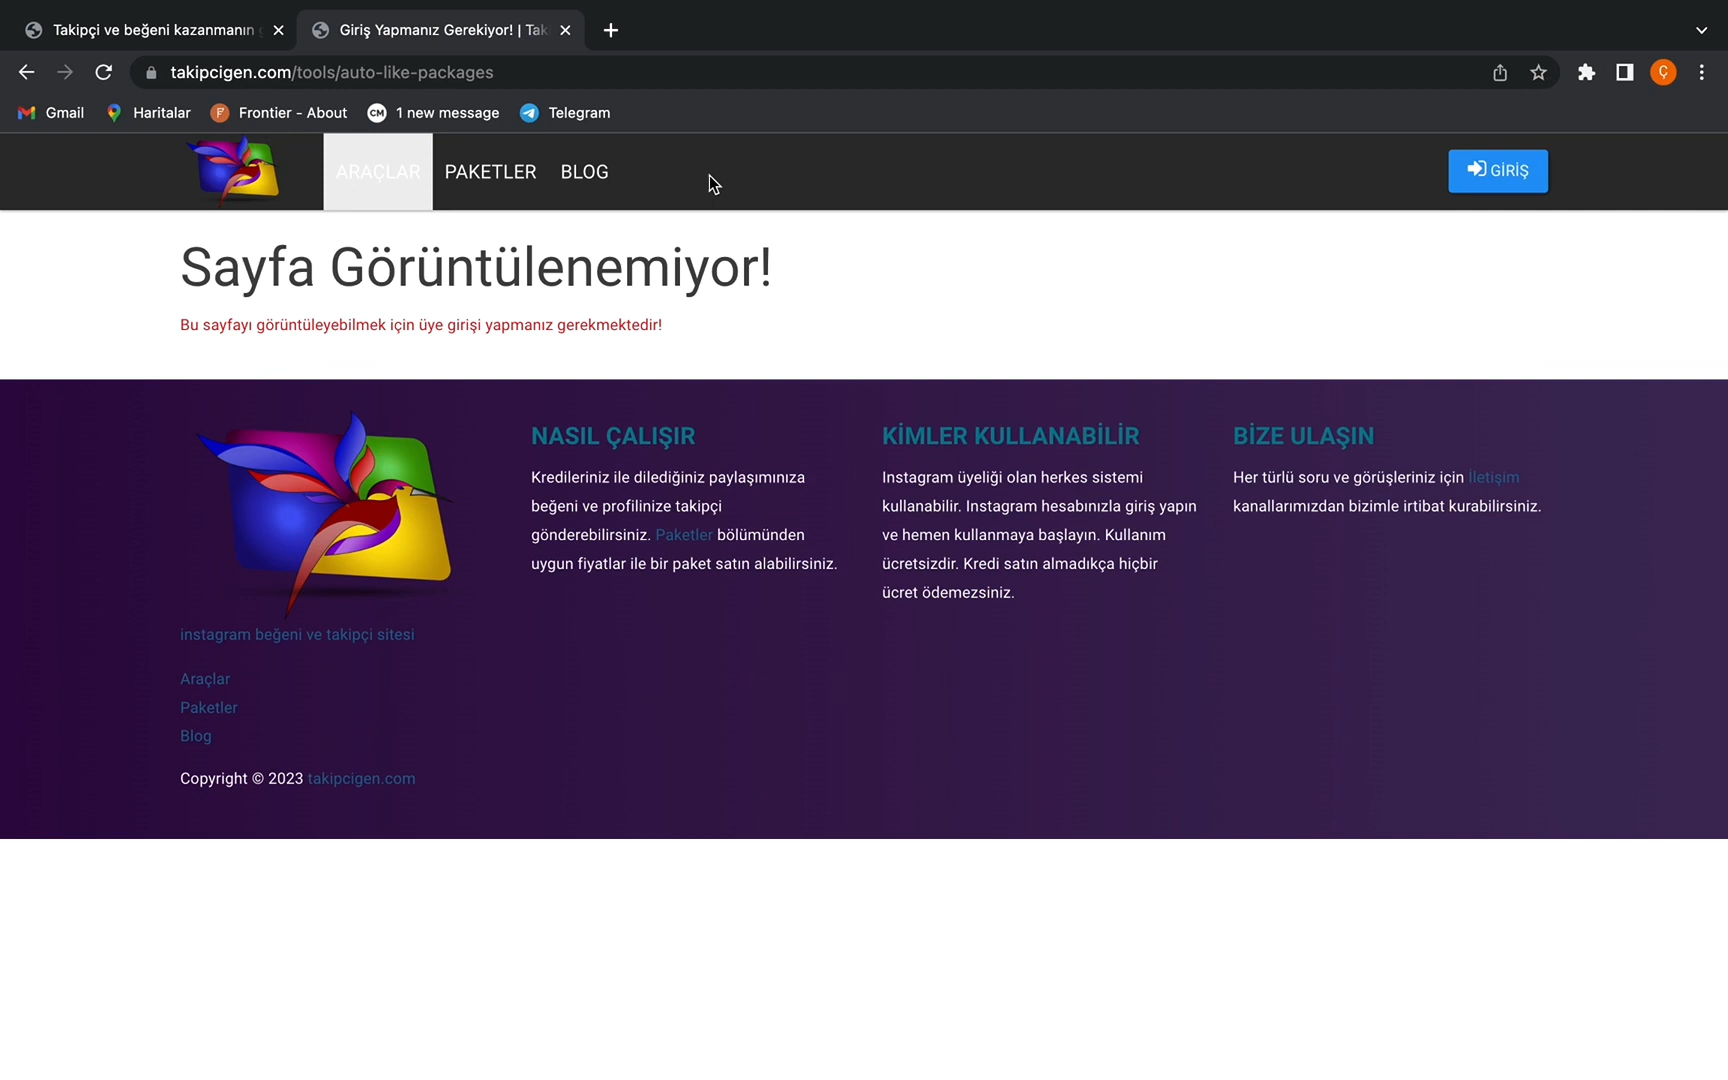 Takipçi ve beğeni kazanmanın
Giriş Yapmanız Gerekiyor! | Tak
takipcigen.com/tools/auto-like-packages
Ç
Gmail
Haritalar
F
Frontier - About
CM
1 new message
Telegram
ARAÇLAR
PAKETLER
BLOG
GİRİŞ
Sayfa Görüntülenemiyor!
Bu sayfayı görüntüleyebilmek için üye girişi yapmanız gerekmektedir!
instagram beğeni ve takipçi sitesi
Araçlar
Paketler
Blog
Copyright © 2023 takipcigen.com
NASIL ÇALIŞIR
Kredileriniz ile dilediğiniz paylaşımınıza
beğeni ve profilinize takipçi
gönderebilirsiniz. Paketler bölümünden
uygun fiyatlar ile bir paket satın alabilirsiniz.
KİMLER KULLANABİLİR
Instagram üyeliği olan herkes sistemi
kullanabilir. Instagram hesabınızla giriş yapın
ve hemen kullanmaya başlayın. Kullanım
ücretsizdir. Kredi satın almadıkça hiçbir
ücret ödemezsiniz.
BİZE ULAŞIN
Her türlü soru ve görüşleriniz için İletişim
kanallarımızdan bizimle irtibat kurabilirsiniz.